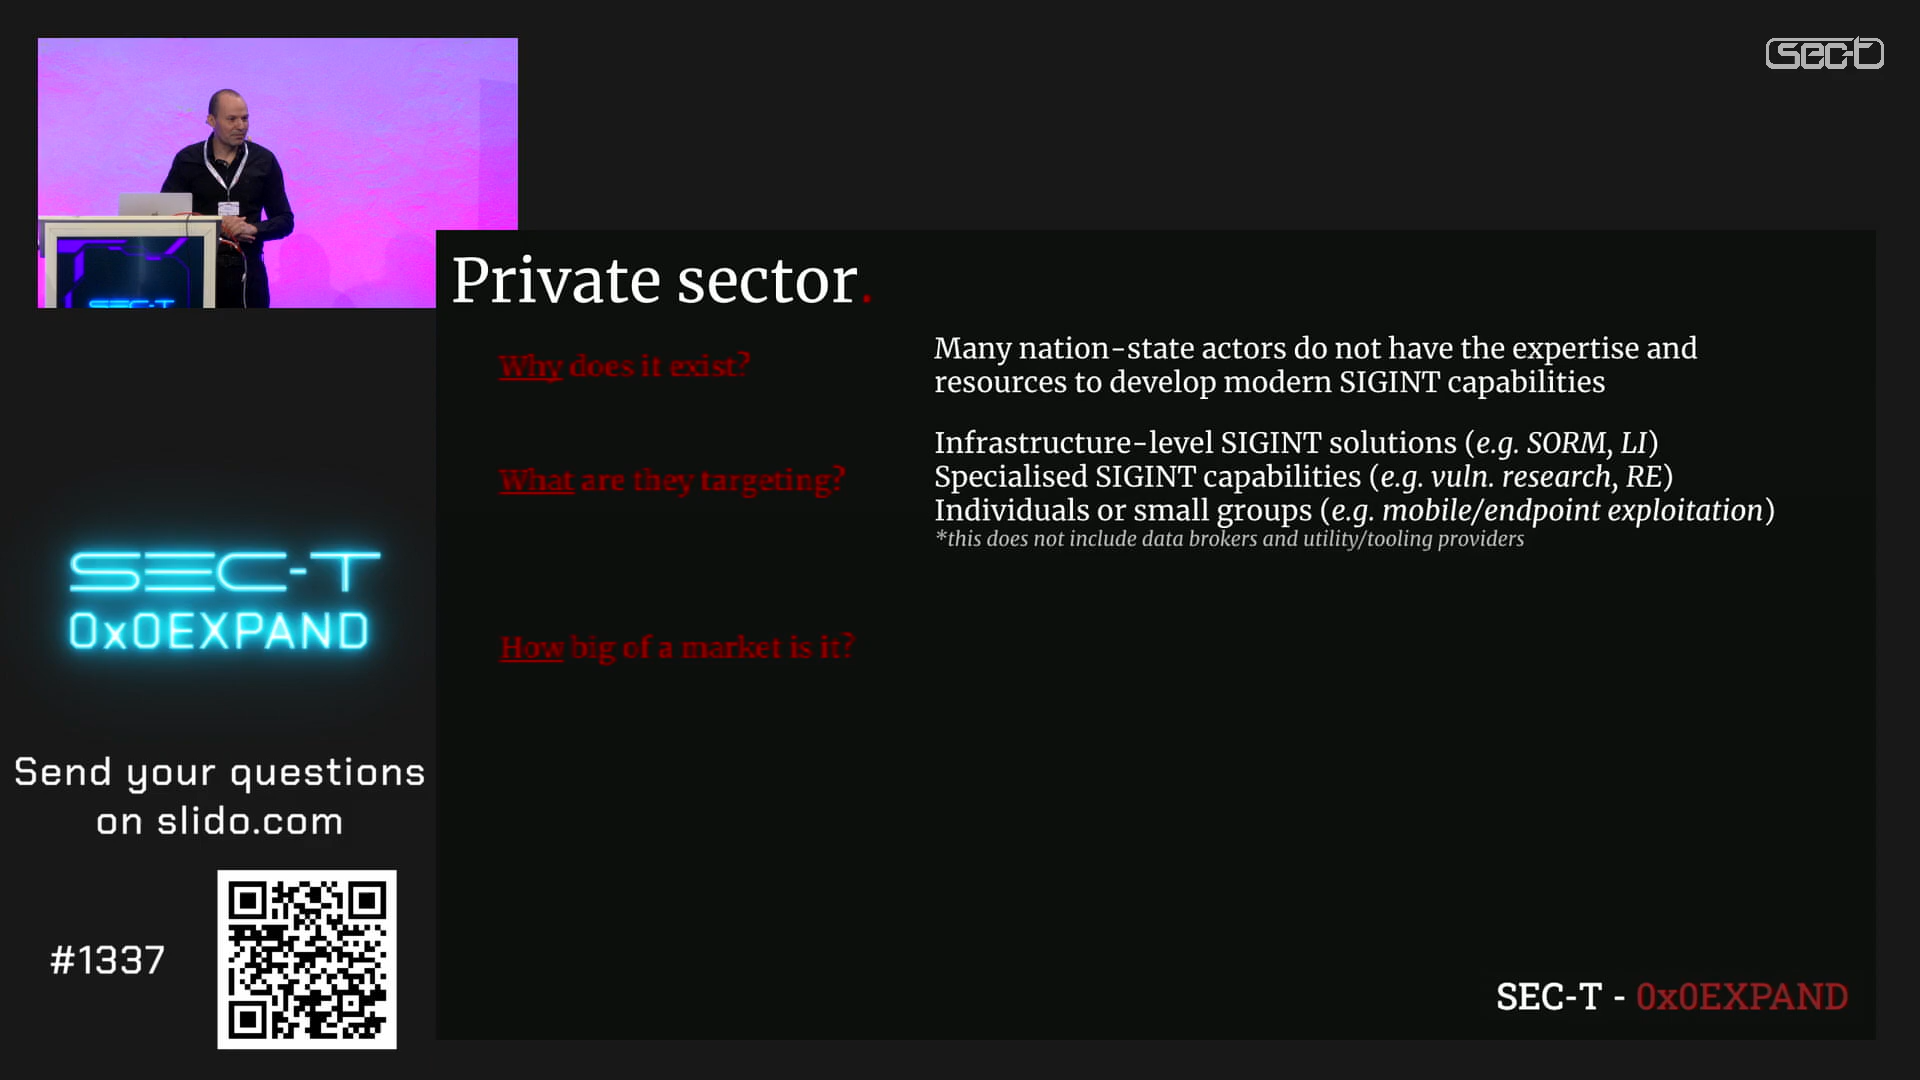 sec-t
SEC-T
Private sector.
Why does it exist?
Many nation-state actors do not have the expertise and
resources to develop modern SIGINT capabilities
What are they targeting?
Infrastructure-level SIGINT solutions (e.g. SORM, LI)
Specialised SIGINT capabilities (e.g. vuln. research, RE)
Individuals or small groups (e.g. mobile/endpoint exploitation)
*this does not include data brokers and utility/tooling providers
How big of a market is it?
SEC-T
0x0EXPAND
Send your questions
on slido.com
#1337
SEC-T - 0x0EXPAND